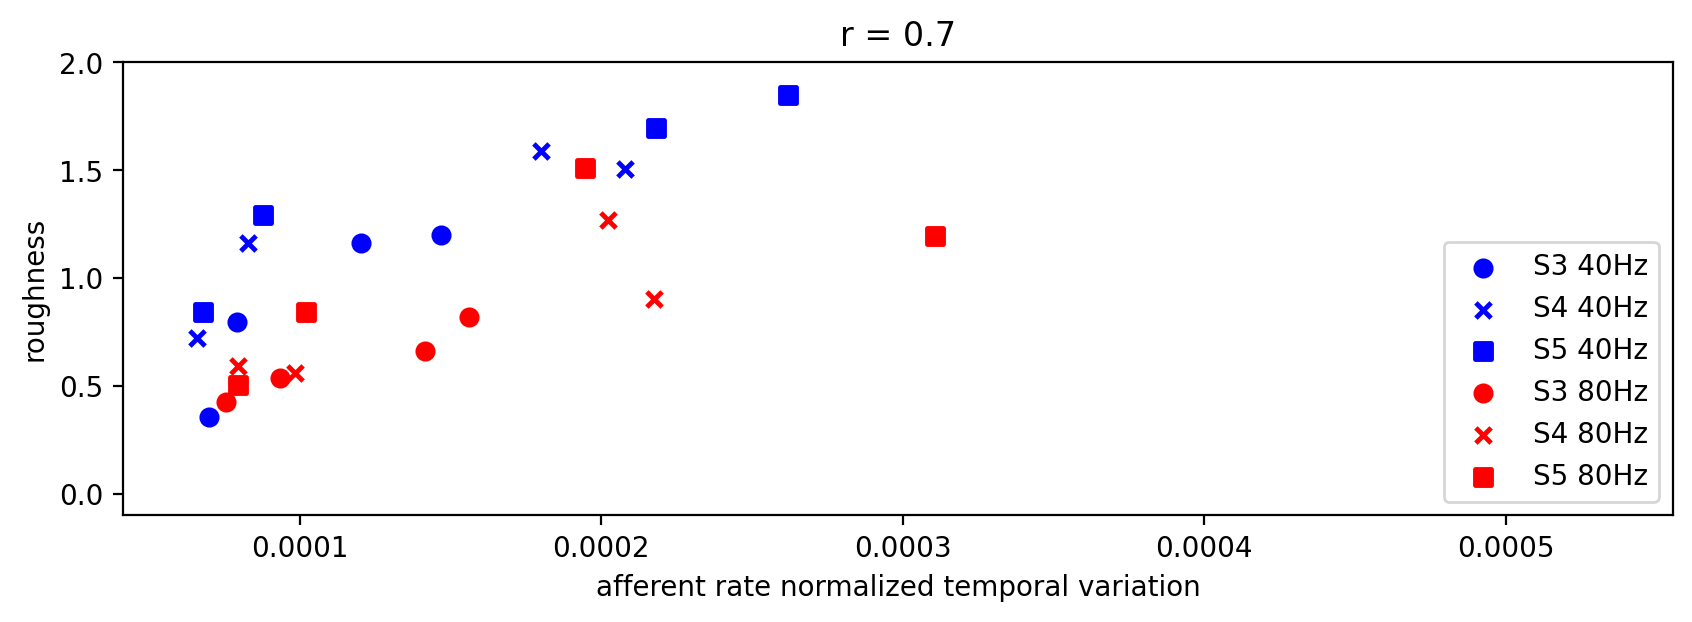 r = 0.7
2.0
1.5
1.0
0.5
0.0
roughness
S3 40Hz
S4 40Hz
S5 40Hz
S3 80Hz
S4 80Hz
S5 80Hz
0.0001 0.0002 0.0003 0.0004 0.0005
afferent rate normalized temporal variation